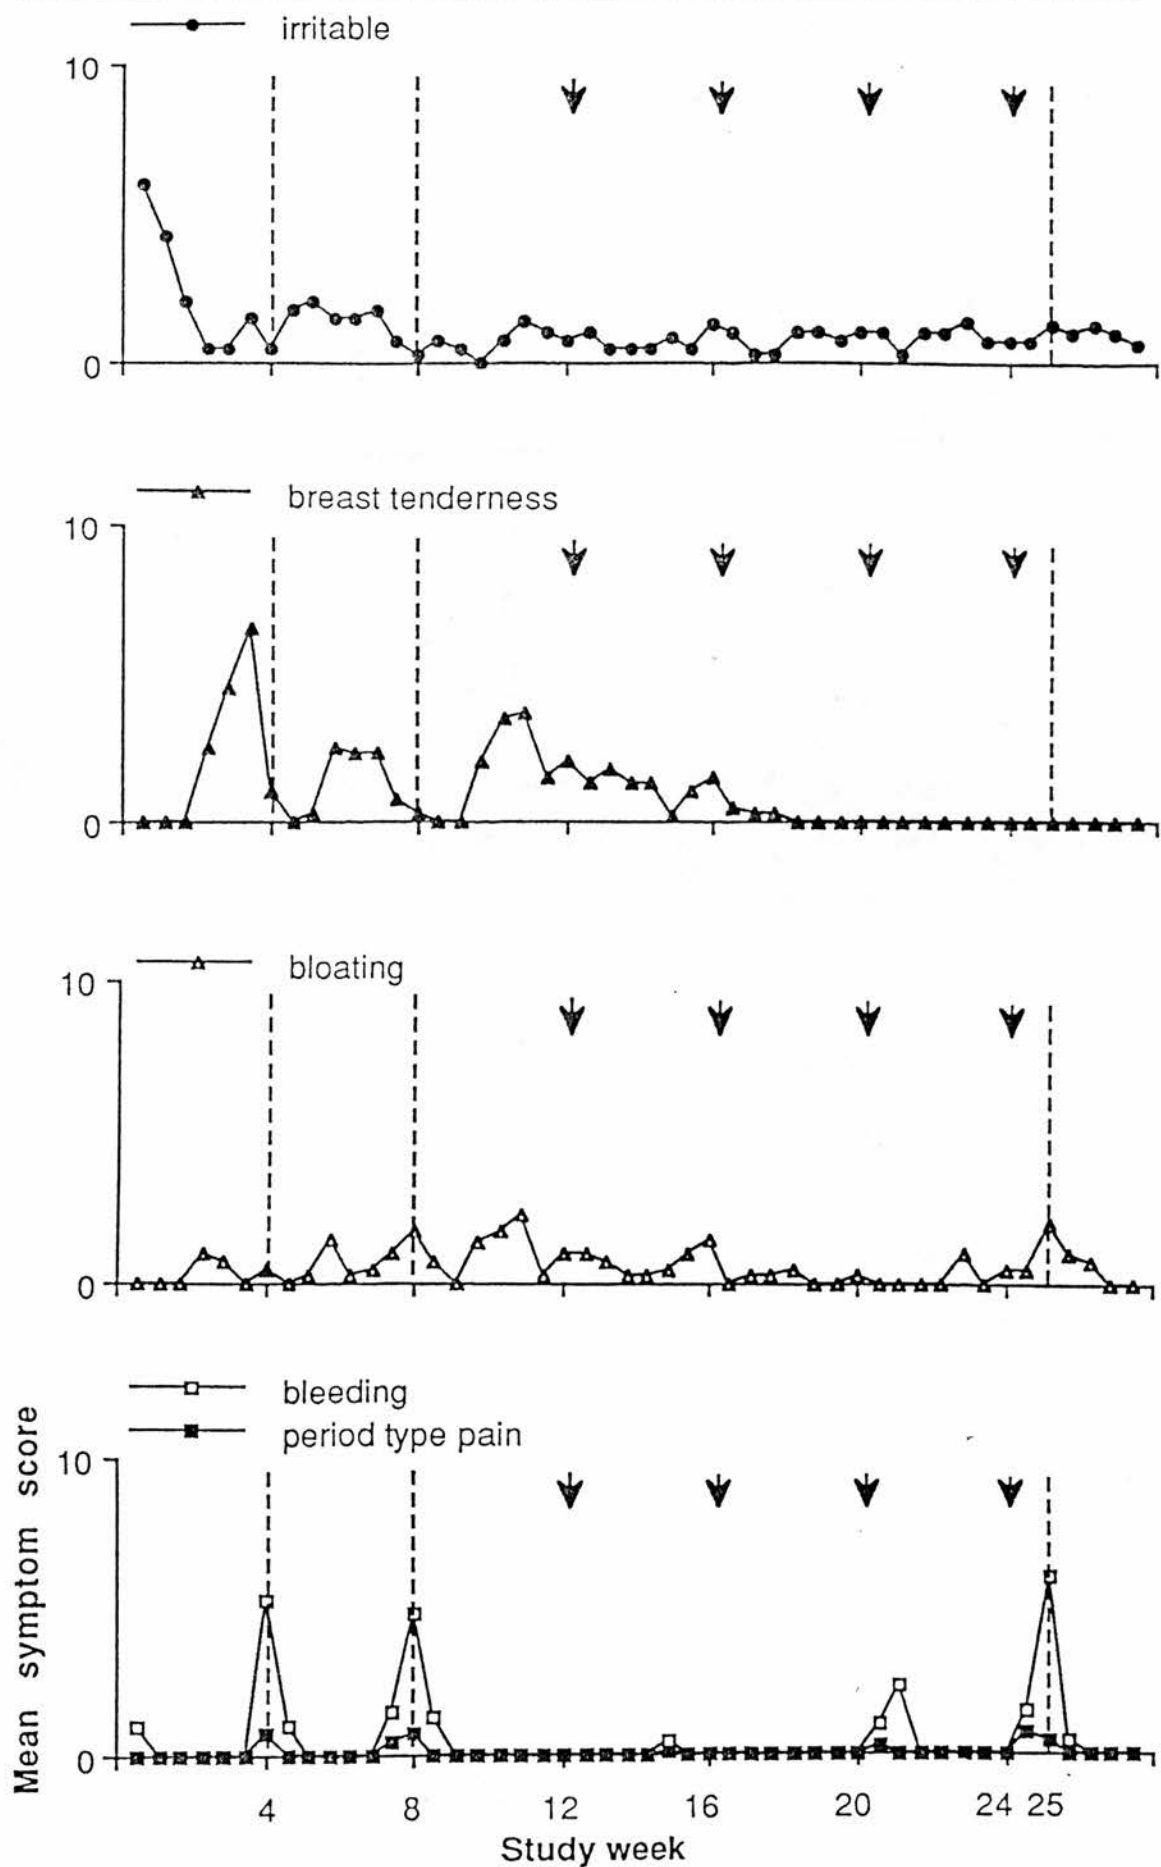 irritable
10
0
breast tenderness
10
0
bloating
10
0
bleeding
period type pain
10
0
Mean symptom score
4 8 12 16 20 24 25
Study week